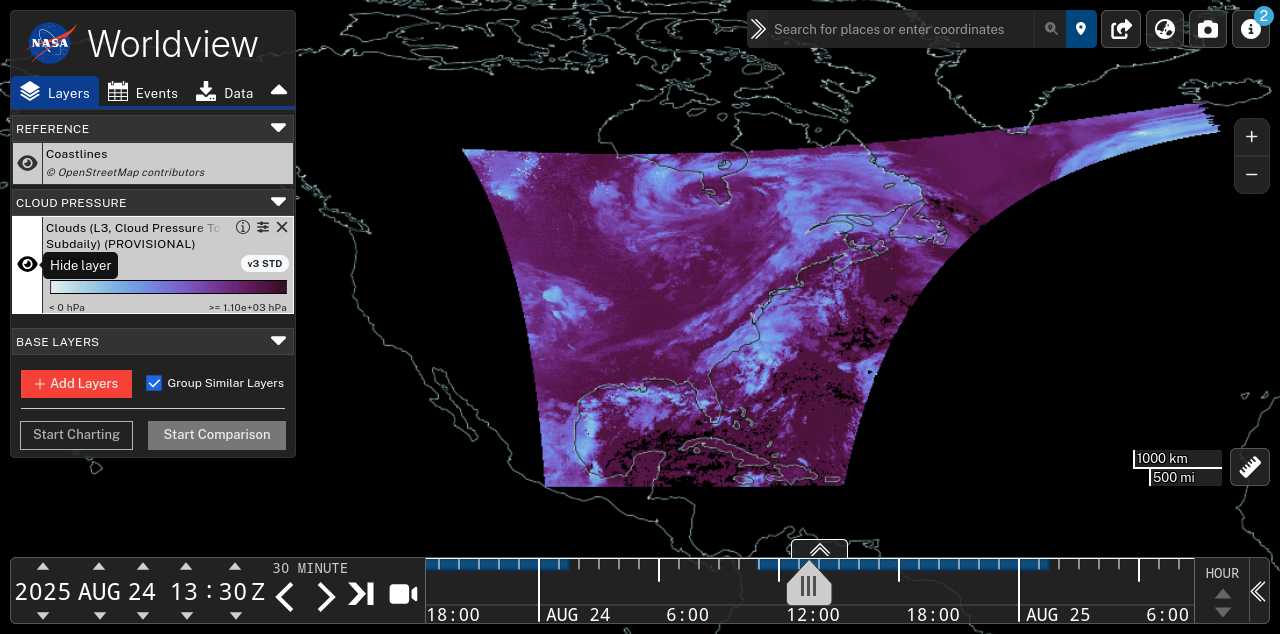 NASA
Worldview
Layers
Events
Data
REFERENCE
Coastlines
© OpenStreetMap contributors
CLOUD PRESSURE
Clouds (L3, Cloud Pressure To
Subdaily) (PROVISIONAL)
Hide layer
v3 STD
< 0 hPa
>= 1.10e+03 hPa
BASE LAYERS
+ Add Layers
Group Similar Layers
Start Charting
Start Comparison
Search for places or enter coordinates
2
+
−
1000 km
500 mi
30 MINUTE
2025 AUG 24 13 : 30 Z
18:00
AUG 24
6:00
12:00
18:00
AUG 25
6:00
HOUR